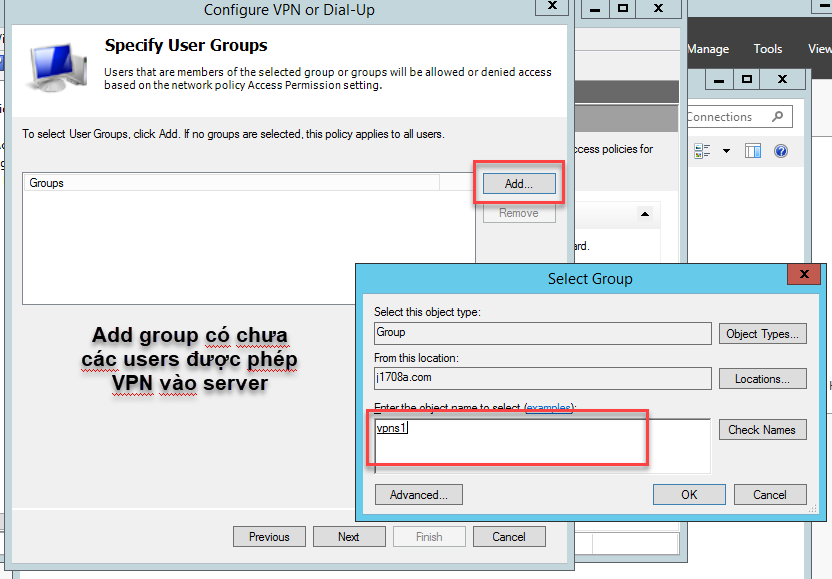 Configure VPN or Dial-Up
x
x
Specify User Groups
Users that are members of the selected group or groups will be allowed or denied access
based on the network policy Access Permission setting.
Manage Tools View
x
Connections
To select User Groups, click Add. If no groups are selected, this policy applies to all users.
ccess policies for
Groups
Add...
Remove
rd.
Select Group
x
Select this object type:
Group
Object Types...
From this location:
j1708a.com
Locations...
Enter the object name to select (examples):
vpns1
Check Names
Advanced...
OK
Cancel
Add group có chưa
các users được phép
VPN vào server
Previous
Next
Finish
Cancel